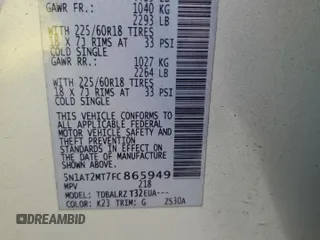 GAWR FR.: 1040 KG
2293 LB
WITH 225/60R18 TIRES
18 X 7J RIMS AT 33 PSI
COLD SINGLE
GAWR RR.: 1027 KG
2264 LB
WITH 225/60R18 TIRES
18 X 7J RIMS AT 33 PSI
COLD SINGLE
THIS VEHICLE CONFORMS TO
ALL APPLICABLE FEDERAL
MOTOR VEHICLE SAFETY
AND THEFT PREVENTION
STANDARDS IN EFFECT ON
THE DATE OF MANUFACTURE
SHOWN ABOVE.
5N1AT2MT7FC865949
MPV 218
MODEL: TDBALRZ T32EUA---
COLOR: K23 TRIM: G ZS30A